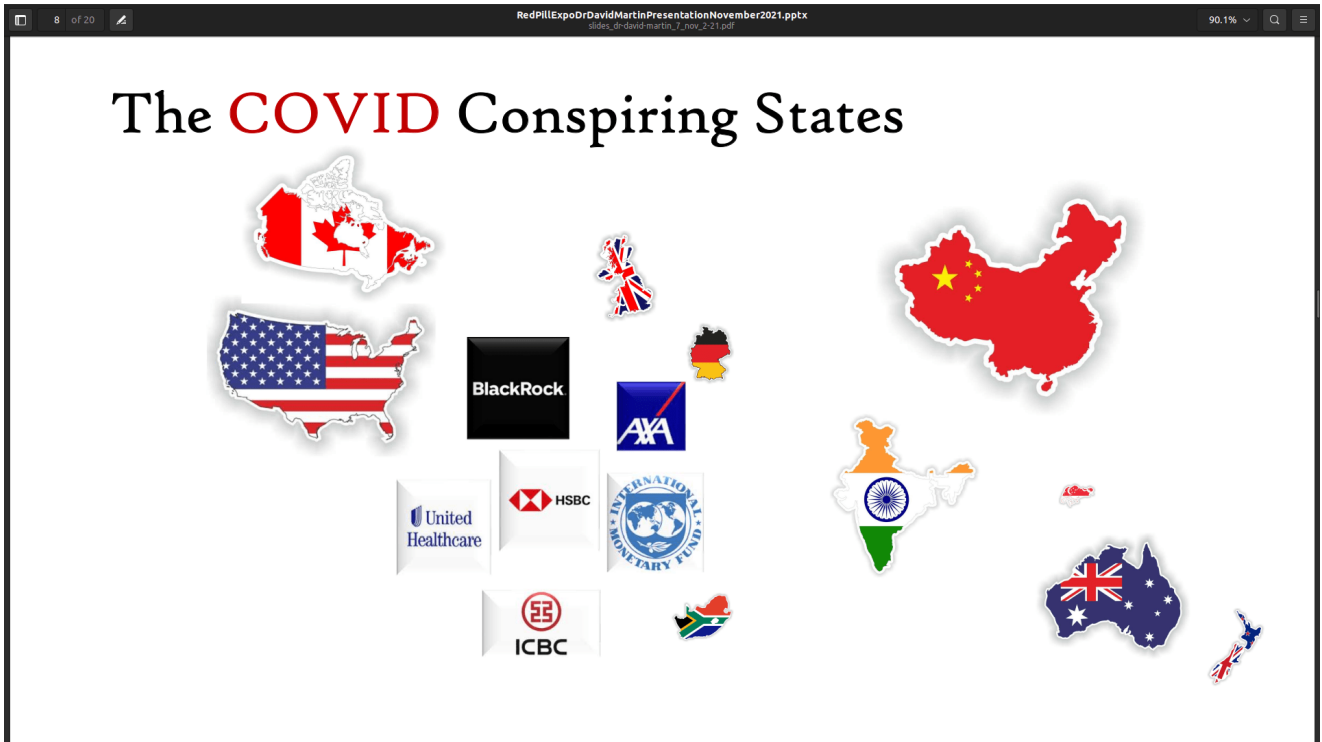 8 of 20
RedPillExpoDrDavidMartinPresentationNovember2021.pptx
slides_dr-david-martin_7_nov_2-21.pdf
90.1%
The COVID Conspiring States
BlackRock.
AXA
United
Healthcare
HSBC
INTERNATIONAL
MONETARY FUND
ICBC